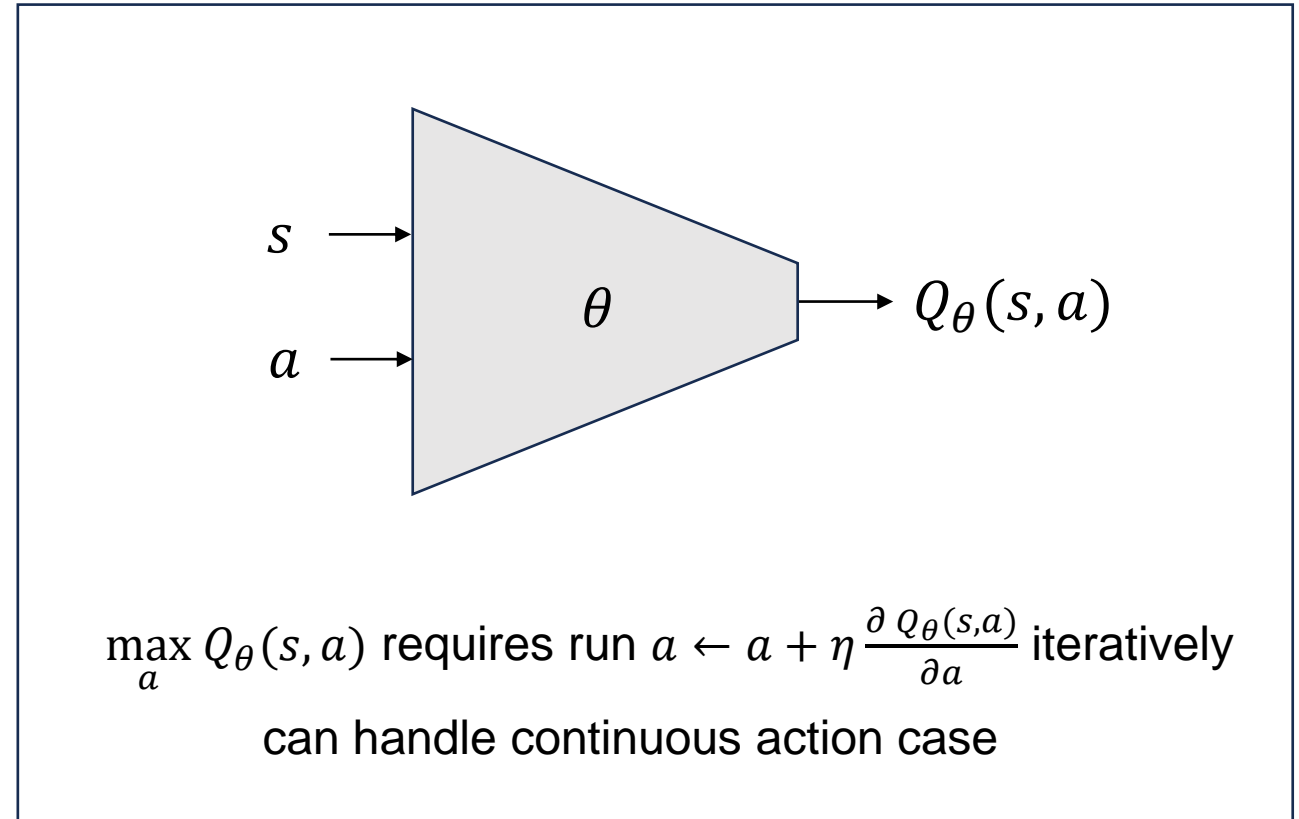 s
a
θ
Q_θ(s, a)
max_a Q_θ(s, a) requires run a ← a + η ∂ Q_θ(s,a)/∂a iteratively
can handle continuous action case